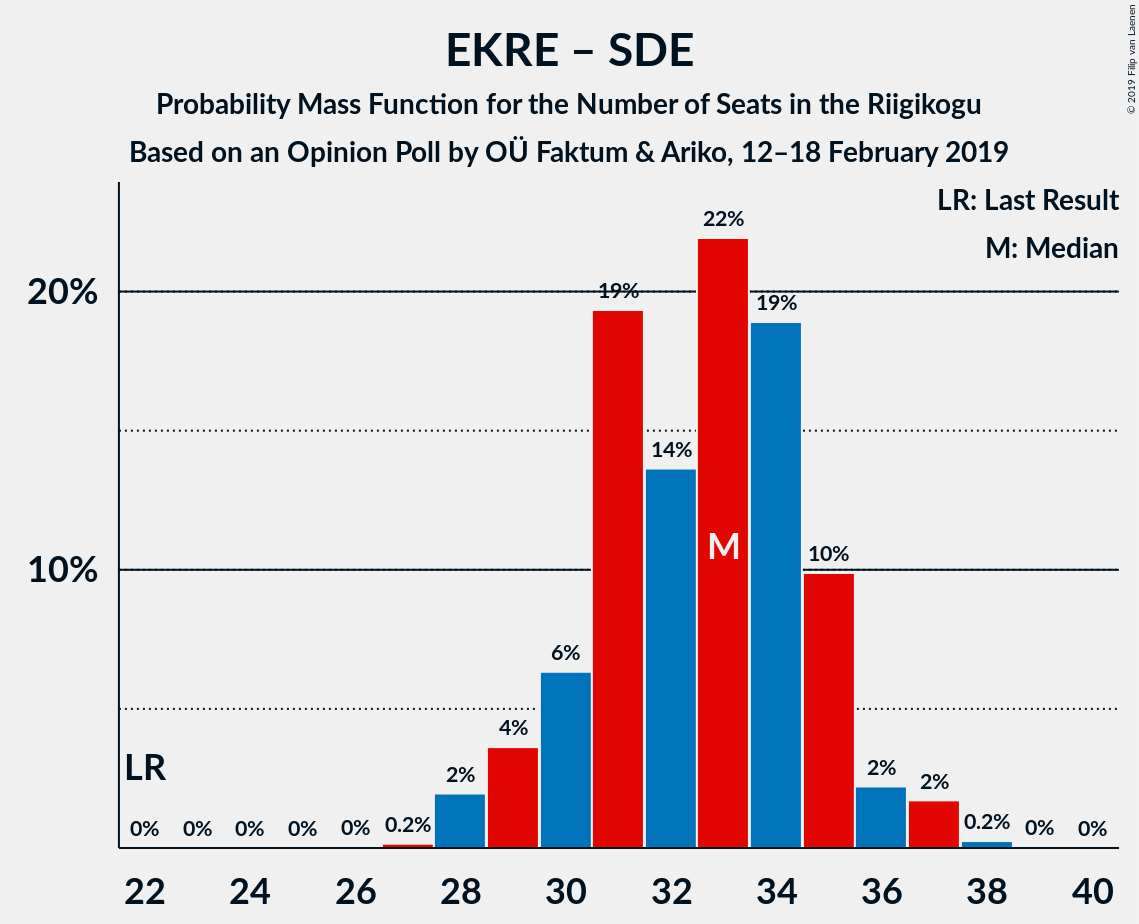 EKRE – SDE
Probability Mass Function for the Number of Seats in the Riigikogu
Based on an Opinion Poll by OÜ Faktum & Ariko, 12–18 February 2019
© 2019 Filip van Laenen
LR: Last Result
M: Median
20%
10%
22%
19%
19%
14%
M
10%
6%
4%
LR
2%
2%
2%
0% 0% 0% 0% 0% 0.2% 0.2% 0% 0%
22 24 26 28 30 32 34 36 38 40